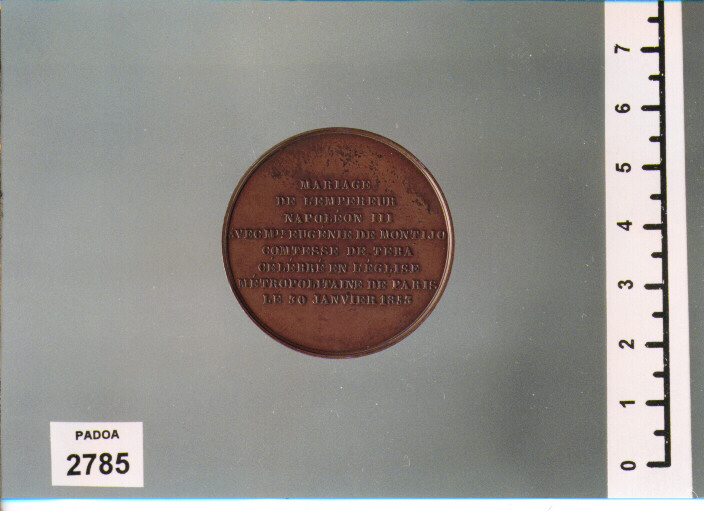 MARIAGE
DE L'EMPEREUR
NAPOLÉON III
AVEC Mlle EUGENIE DE MONTIJO
COMTESSE DE TEBA
CÉLÉBRÉ EN L'ÉGLISE
MÉTROPOLITAINE DE PARIS
LE 30 JANVIER 1853
PADOA
2785
7
6
5
4
3
2
1
0